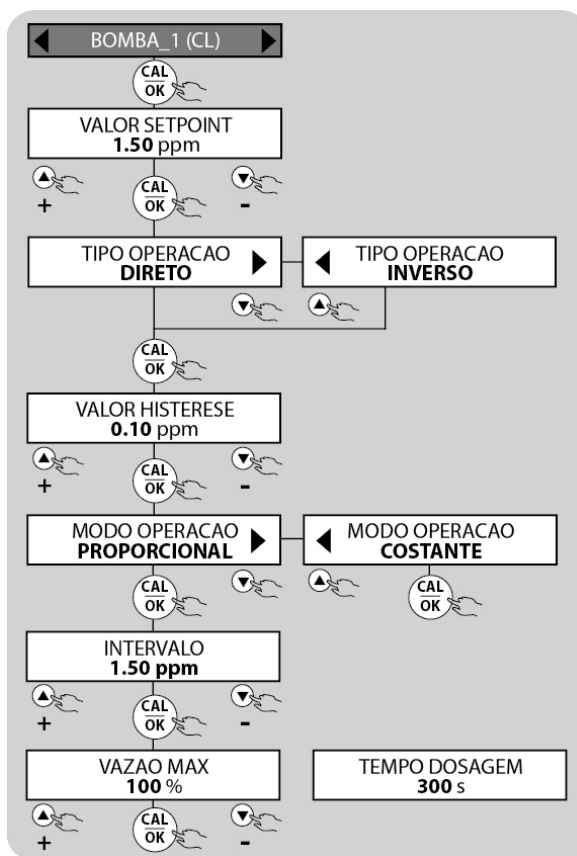 BOMBA_1 (CL)
CAL
OK
VALOR SETPOINT
1.50 ppm
+
CAL
OK
-
TIPO OPERACAO
DIRETO
TIPO OPERACAO
INVERSO
CAL
OK
VALOR HISTERESE
0.10 ppm
+
CAL
OK
-
MODO OPERACAO
PROPORCIONAL
MODO OPERACAO
COSTANTE
CAL
OK
CAL
OK
INTERVALO
1.50 ppm
+
CAL
OK
-
VAZAO MAX
100 %
TEMPO DOSAGEM
300 s
+
CAL
OK
-